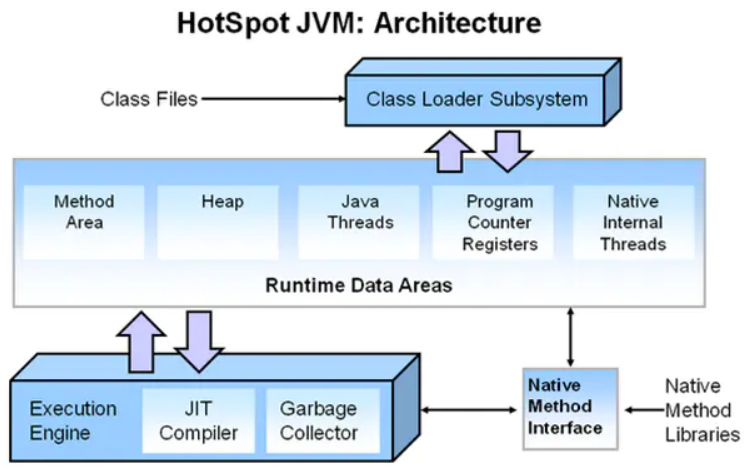 HotSpot JVM: Architecture
Class Files
Class Loader Subsystem
Method
Area
Heap
Java
Threads
Program
Counter
Registers
Native
Internal
Threads
Runtime Data Areas
Execution
Engine
JIT
Compiler
Garbage
Collector
Native
Method
Interface
Native
Method
Libraries